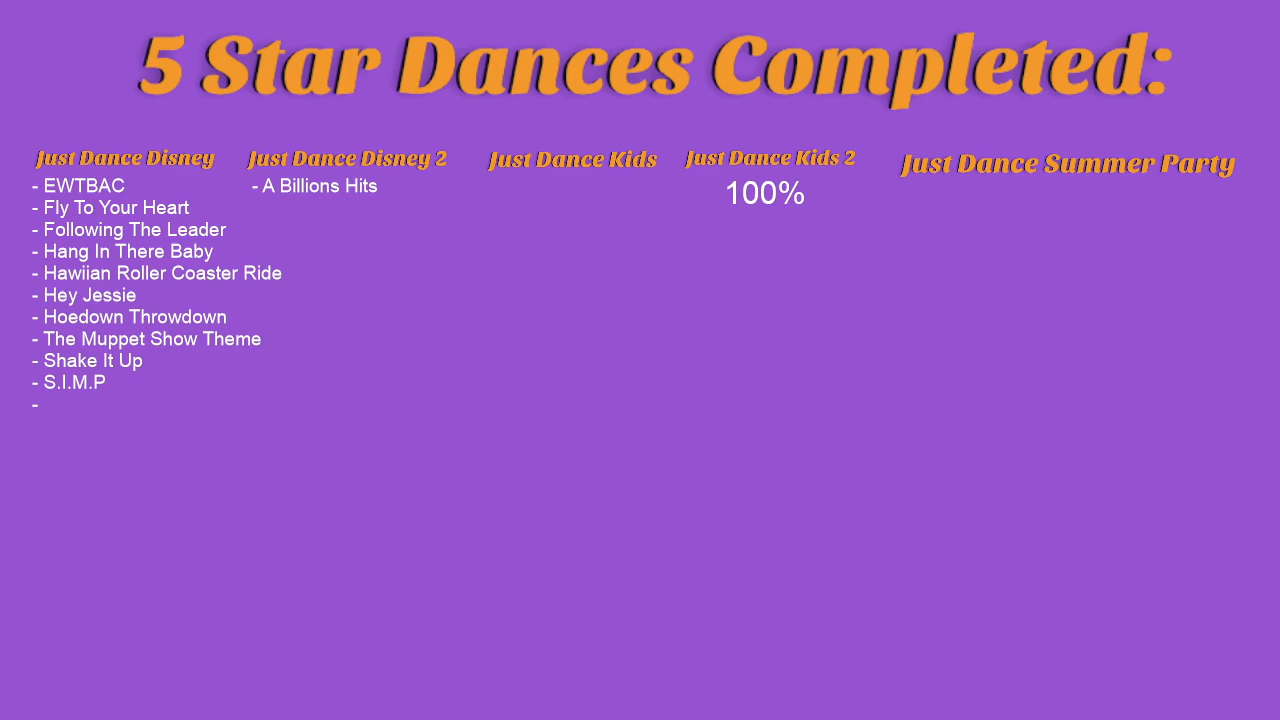 5 Star Dances Completed:
Just Dance Disney
- EWTBAC
- Fly To Your Heart
- Following The Leader
- Hang In There Baby
- Hawiian Roller Coaster Ride
- Hey Jessie
- Hoedown Throwdown
- The Muppet Show Theme
- Shake It Up
- S.I.M.P
-
Just Dance Disney 2
- A Billions Hits
Just Dance Kids
Just Dance Kids 2
100%
Just Dance Summer Party